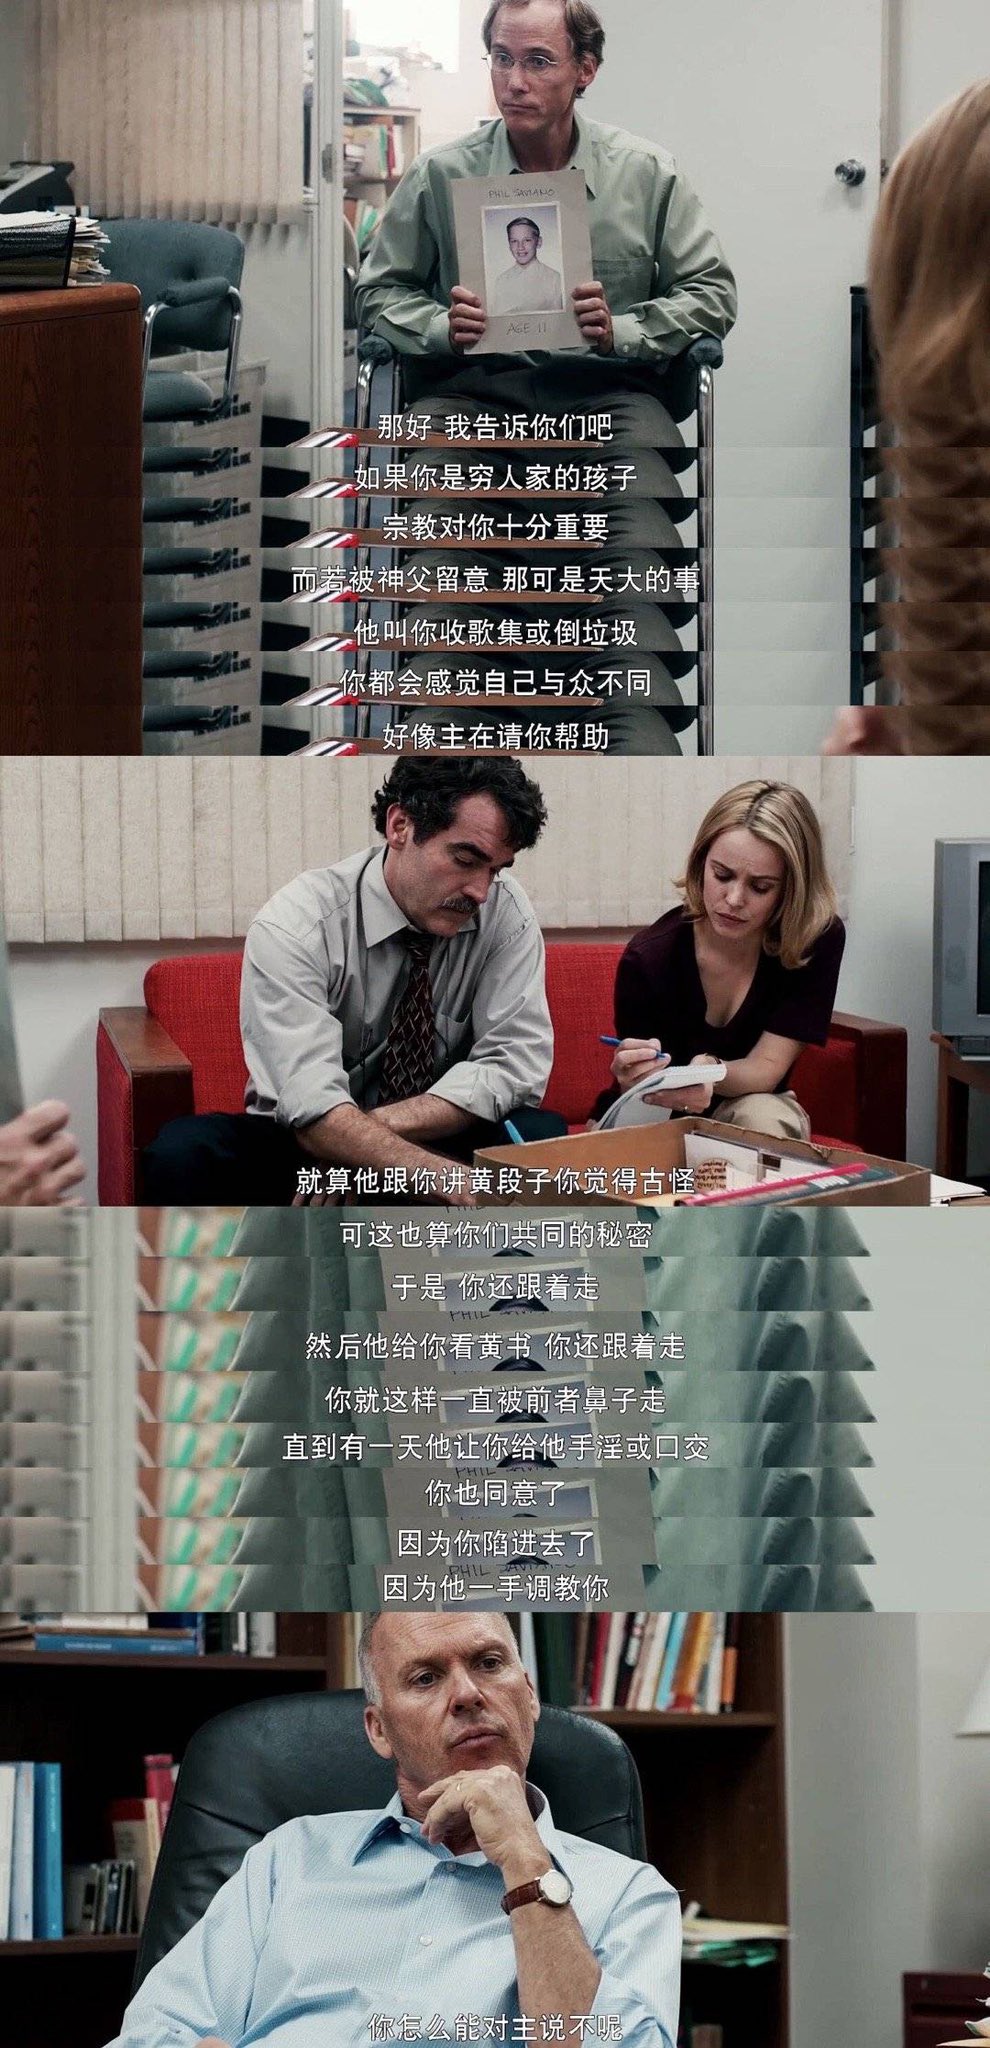 PHIL SAVIANO
AGE 11
那好 我告诉你们吧
如果你是穷人家的孩子
宗教对你十分重要
而若被神父留意 那可是天大的事
他叫你收歌集或倒垃圾
你都会感觉自己与众不同
好像主在请你帮助
就算他跟你讲黄段子你觉得古怪
可这也算你们共同的秘密
于是 你还跟着走
然后他给你看黄书 你还跟着走
你就这样一直被前者鼻子走
直到有一天他让你给他手淫或口交
你也同意了
因为你陷进去了
因为他一手调教你
你怎么能对主说不呢